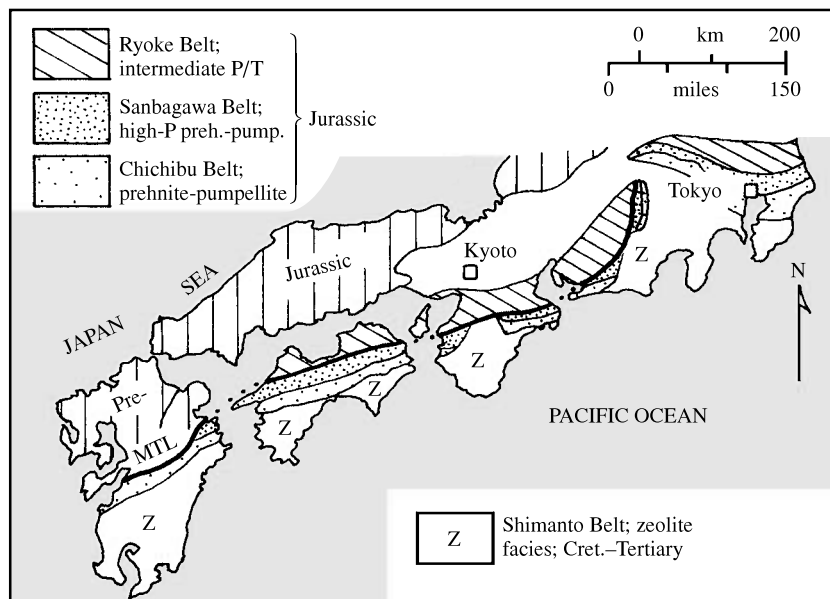 Ryoke Belt;
intermediate P/T
Sanbagawa Belt;
high-P preh.-pump.
Chichibu Belt;
prehnite-pumpellite
Jurassic
0 km 200
0 miles 150
Tokyo
Kyoto
Z
N
SEA
Jurassic
JAPAN
Z
Z
Z
Pre-
PACIFIC OCEAN
MTL
Z
Z
Shimanto Belt; zeolite
facies; Cret.–Tertiary